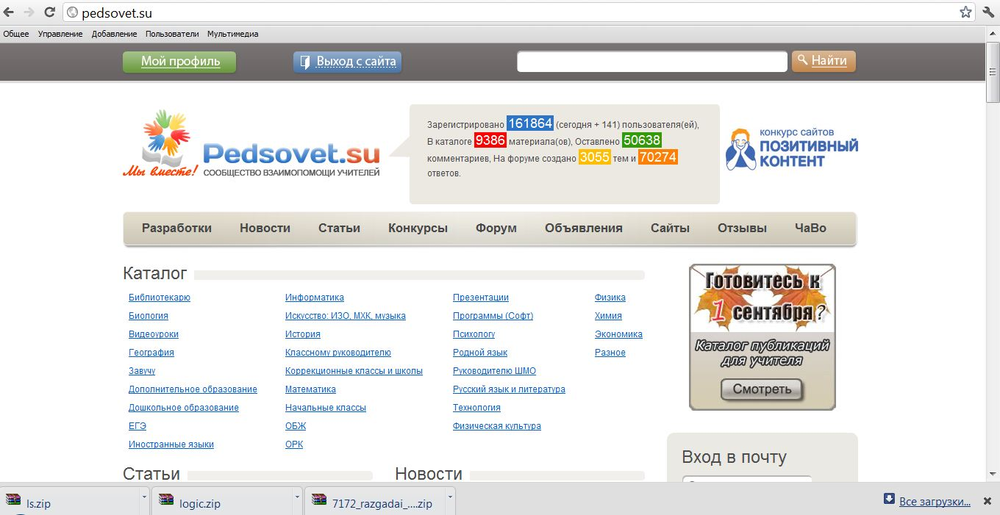 pedsovet.su
Общее Управление Добавление Пользователи Мультимедиа
Мой профиль Выход с сайта Найти
Зарегистрировано 161864 (сегодня + 141) пользователя(ей),
В каталоге 9386 материала(ов), Оставлено 50638
комментариев, На форуме создано 3055 тем и 70274
ответов.
Pedsovet.su
Мы вместе! СООБЩЕСТВО ВЗАИМОПОМОЩИ УЧИТЕЛЕЙ
конкурс сайтов
ПОЗИТИВНЫЙ
КОНТЕНТ
Разработки Новости Статьи Конкурсы Форум Объявления Сайты Отзывы ЧаВо
Каталог
Библиотекарю Информатика Презентации Физика
Биология Искусство: ИЗО, МХК, музыка Программы (Софт) Химия
Видеоуроки История Психологу Экономика
География Классному руководителю Родной язык Разное
Завучу Коррекционные классы и школы Руководителю ШМО
Дополнительное образование Математика Русский язык и литература
Дошкольное образование Начальные классы Технология
ЕГЭ ОБЖ Физическая культура
Иностранные языки ОРК
Готовитесь к
1 сентября?
Каталог публикаций
для учителя
Смотреть
Статьи Новости
Вход в почту
ls.zip logic.zip 7172_razgadai_....zip Все загрузки...